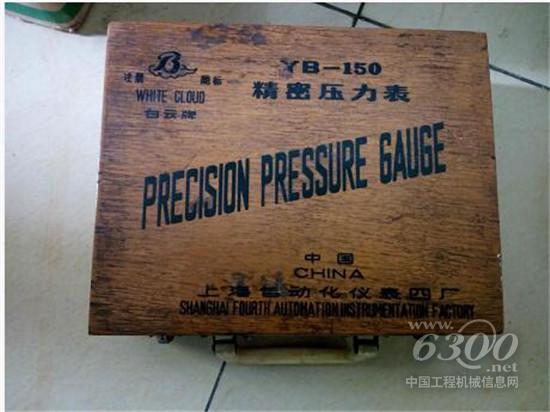 注册 B 商标
WHITE CLOUD
白云牌
YB-150
精密压力表
PRECISION PRESSURE GAUGE
中国
CHINA
上海自动化仪表四厂
SHANGHAI FOURTH AUTOMATION INSTRUMENTATION FACTORY
www.6300.net
中国工程机械信息网